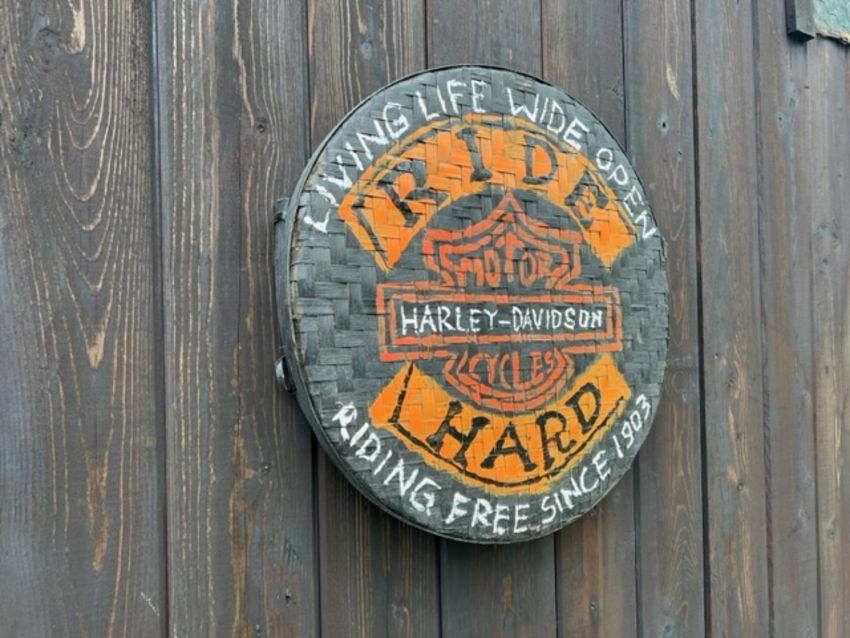 LIVING LIFE WIDE OPEN
RIDE
MOTOR
HARLEY-DAVIDSON
CYCLES
HARD
RIDING FREE SINCE 1903